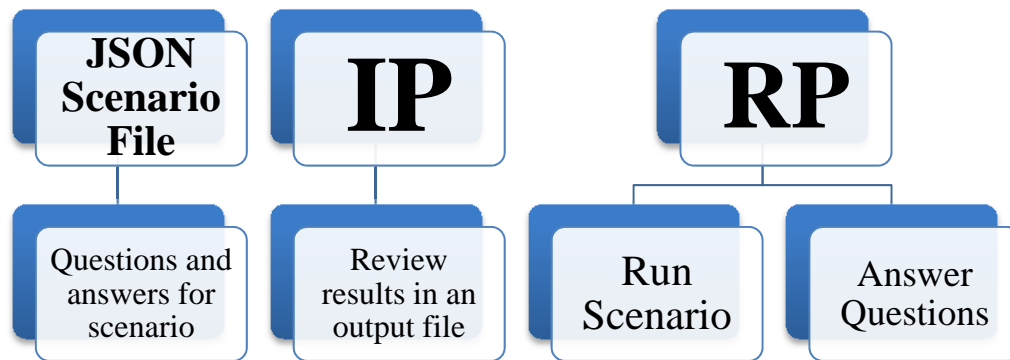 JSON
Scenario
File
IP
RP
Questions and
answers for
scenario
Review
results in an
output file
Run
Scenario
Answer
Questions